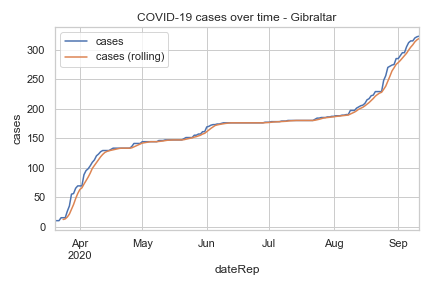 COVID-19 cases over time - Gibraltar
cases
cases (rolling)
300
250
200
150
100
50
0
cases
Apr
2020
May
Jun
Jul
Aug
Sep
dateRep